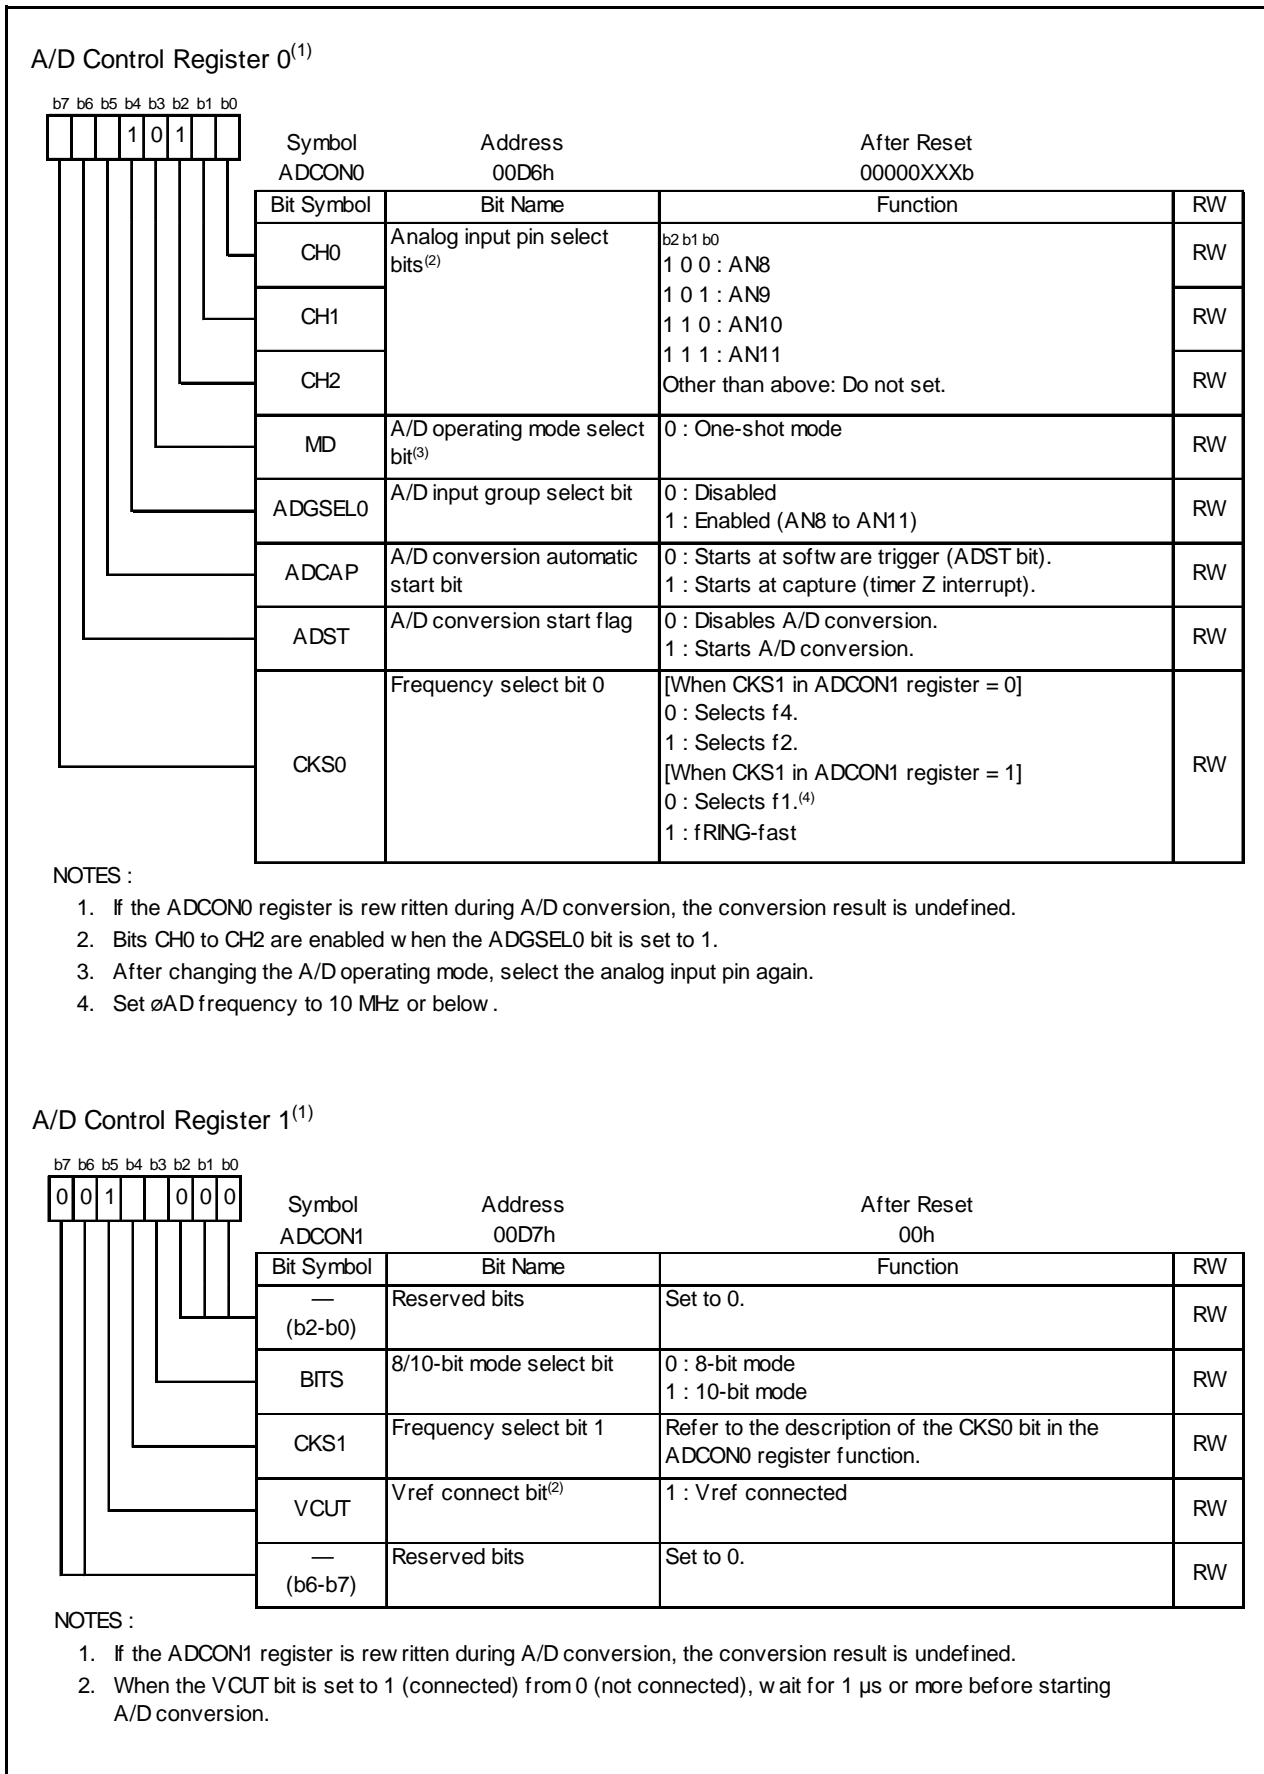 A/D Control Register 0(1)
b7 b6 b5 b4 b3 b2 b1 b0
1 0 1
Symbol Address After Reset
ADCON0 00D6h 00000XXXb
Bit Symbol Bit Name Function RW
CH0 Analog input pin select bits(2) b2 b1 b0 RW
1 0 0 : AN8
1 0 1 : AN9
CH1 1 1 0 : AN10 RW
1 1 1 : AN11
CH2 Other than above: Do not set. RW
MD A/D operating mode select bit(3) 0 : One-shot mode RW
ADGSEL0 A/D input group select bit 0 : Disabled RW
1 : Enabled (AN8 to AN11)
ADCAP A/D conversion automatic start bit 0 : Starts at software trigger (ADST bit). RW
1 : Starts at capture (timer Z interrupt).
ADST A/D conversion start flag 0 : Disables A/D conversion. RW
1 : Starts A/D conversion.
CKS0 Frequency select bit 0 [When CKS1 in ADCON1 register = 0] RW
0 : Selects f4.
1 : Selects f2.
[When CKS1 in ADCON1 register = 1]
0 : Selects f1.(4)
1 : fRING-fast
NOTES :
1. If the ADCON0 register is rewritten during A/D conversion, the conversion result is undefined.
2. Bits CH0 to CH2 are enabled when the ADGSEL0 bit is set to 1.
3. After changing the A/D operating mode, select the analog input pin again.
4. Set øAD frequency to 10 MHz or below.
A/D Control Register 1(1)
b7 b6 b5 b4 b3 b2 b1 b0
0 0 1 0 0 0
Symbol Address After Reset
ADCON1 00D7h 00h
Bit Symbol Bit Name Function RW
— (b2-b0) Reserved bits Set to 0. RW
BITS 8/10-bit mode select bit 0 : 8-bit mode RW
1 : 10-bit mode
CKS1 Frequency select bit 1 Refer to the description of the CKS0 bit in the RW
ADCON0 register function.
VCUT Vref connect bit(2) 1 : Vref connected RW
— (b6-b7) Reserved bits Set to 0. RW
NOTES :
1. If the ADCON1 register is rewritten during A/D conversion, the conversion result is undefined.
2. When the VCUT bit is set to 1 (connected) from 0 (not connected), wait for 1 µs or more before starting
A/D conversion.